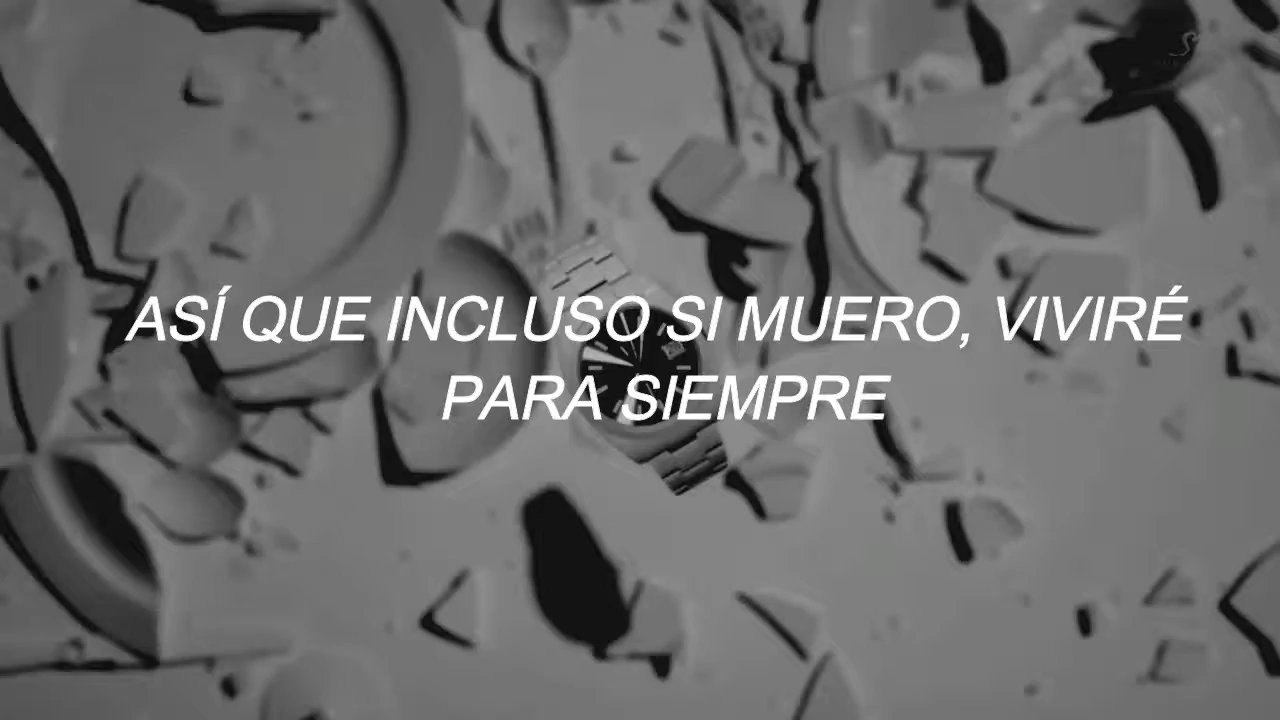 ASÍ QUE INCLUSO SI MUERO, VIVIRÉ
PARA SIEMPRE